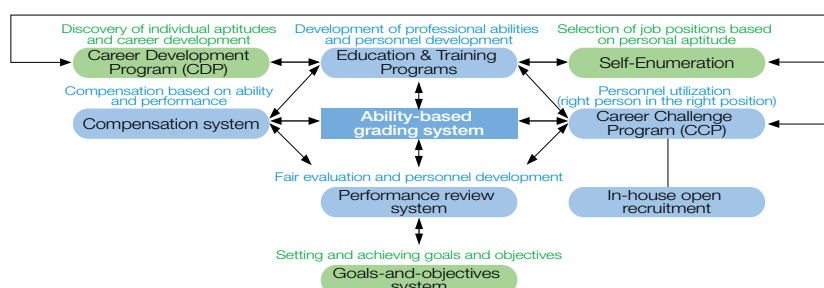 Discovery of individual aptitudes
and career development
Career Development
Program (CDP)
Development of professional abilities
and personnel development
Education & Training
Programs
Selection of job positions based
on personal aptitude
Self-Enumeration
Compensation based on ability
and performance
Compensation system
Ability-based
grading system
Personnel utilization
(right person in the right position)
Career Challenge
Program (CCP)
Fair evaluation and personnel development
Performance review
system
In-house open
recruitment
Setting and achieving goals and objectives
Goals-and-objectives
system